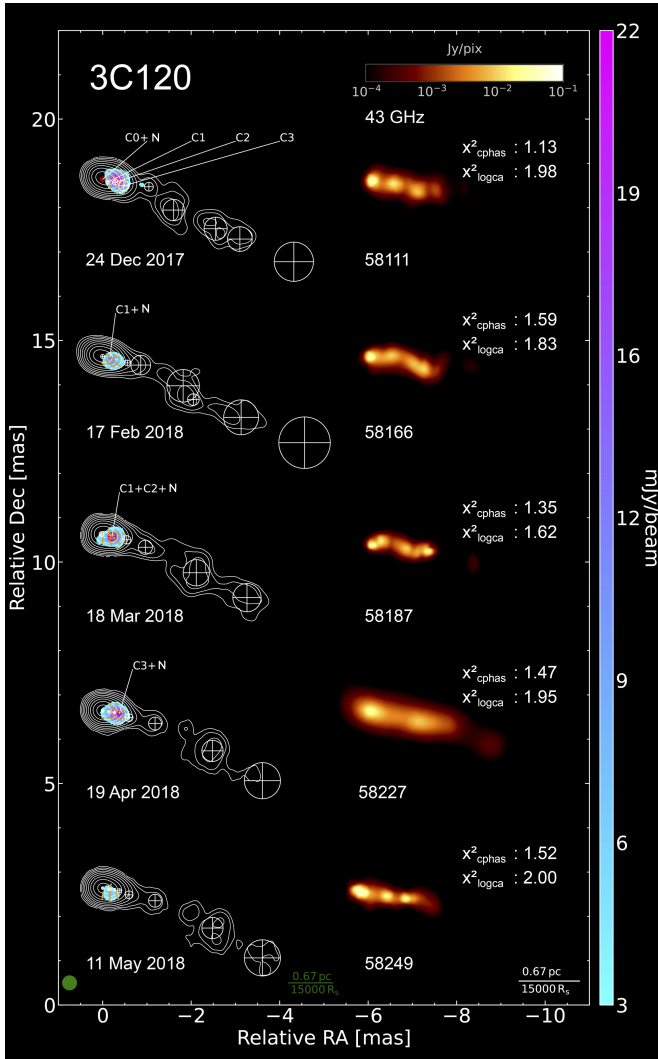 Jy/pix
3C120
10⁻⁴ 10⁻³ 10⁻² 10⁻¹
43 GHz
C0+N C1 C2 C3
x²cphas : 1.13
x²logca : 1.98
24 Dec 2017
58111
C1+N
x²cphas : 1.59
x²logca : 1.83
17 Feb 2018
58166
C1+C2+N
x²cphas : 1.35
x²logca : 1.62
18 Mar 2018
58187
C3+N
x²cphas : 1.47
x²logca : 1.95
19 Apr 2018
58227
x²cphas : 1.52
x²logca : 2.00
11 May 2018
58249
0.67 pc
15000 Rs
0.67 pc
15000 Rs
20
15
10
5
0
Relative Dec [mas]
0 −2 −4 −6 −8 −10
Relative RA [mas]
22
19
16
12
9
6
3
mJy/beam